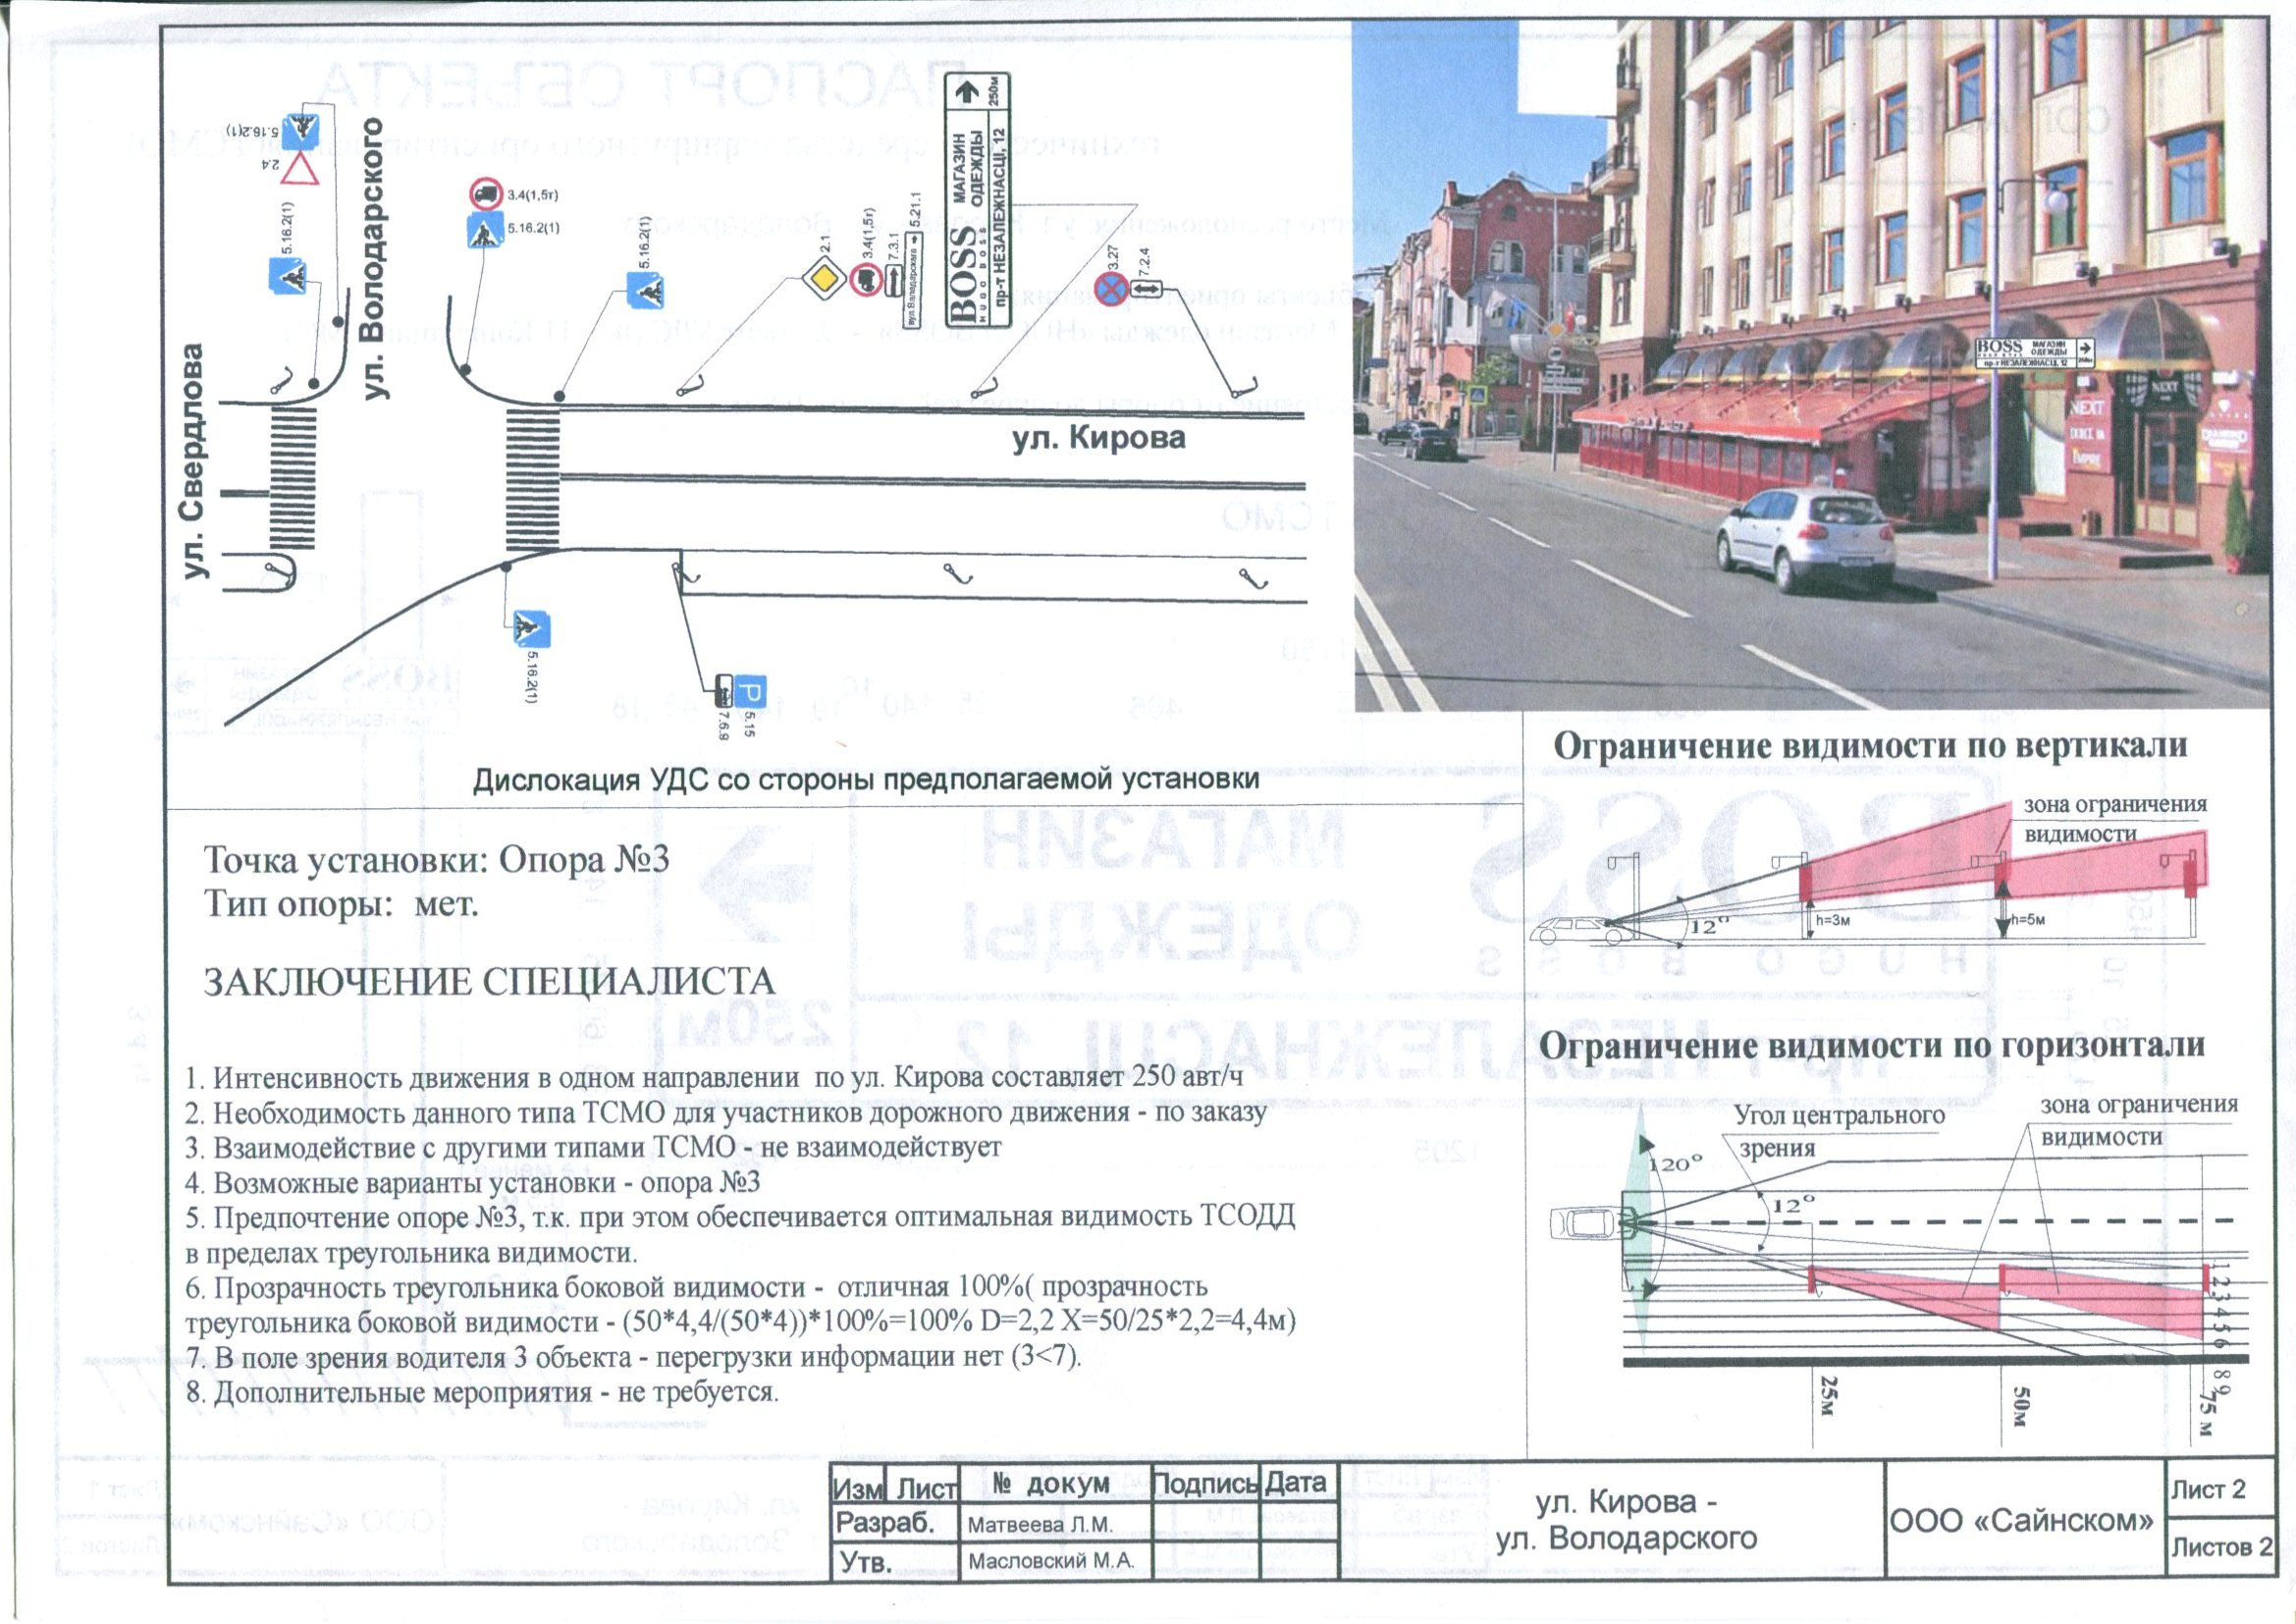 ул. Свердлова
ул. Володарского
5.16.2(1)
2.4
5.16.2(1)
3.4(1,5т)
5.16.2(1)
5.16.2(1)
2.1
3.4(1,5т)
7.3.1
5.21.1
BOSS
HUGO BOSS
МАГАЗИН
ОДЕЖДЫ
250м
пр-т НЕЗАЛЕЖНАСЦІ, 12
3.27
7.2.4
ул. Кирова
5.16.2(1)
P
7.6.9
5.15
Дислокация УДС со стороны предполагаемой установки
BOSS
МАГАЗИН
ОДЕЖДЫ
пр-т НЕЗАЛЕЖНАСЦІ, 12
NEXT
NEXT
Точка установки: Опора №3
Тип опоры: мет.
ЗАКЛЮЧЕНИЕ СПЕЦИАЛИСТА
1. Интенсивность движения в одном направлении по ул. Кирова составляет 250 авт/ч
2. Необходимость данного типа ТСМО для участников дорожного движения - по заказу
3. Взаимодействие с другими типами ТСМО - не взаимодействует
4. Возможные варианты установки - опора №3
5. Предпочтение опоре №3, т.к. при этом обеспечивается оптимальная видимость ТСОДД
в пределах треугольника видимости.
6. Прозрачность треугольника боковой видимости - отличная 100%( прозрачность
треугольника боковой видимости - (50*4,4/(50*4))*100%=100% D=2,2 X=50/25*2,2=4,4м)
7. В поле зрения водителя 3 объекта - перегрузки информации нет (3<7).
8. Дополнительные мероприятия - не требуется.
Ограничение видимости по вертикали
зона ограничения
видимости
12°
h=3м
h=5м
Ограничение видимости по горизонтали
Угол центрального
зрения
зона ограничения
видимости
120°
12°
1 2 3 4 5 6 7 8 9
25м
50м
75 м
Изм Лист № докум Подпись Дата
Разраб. Матвеева Л.М.
Утв. Масловский М.А.
ул. Кирова -
ул. Володарского
ООО «Сайнском»
Лист 2
Листов 2